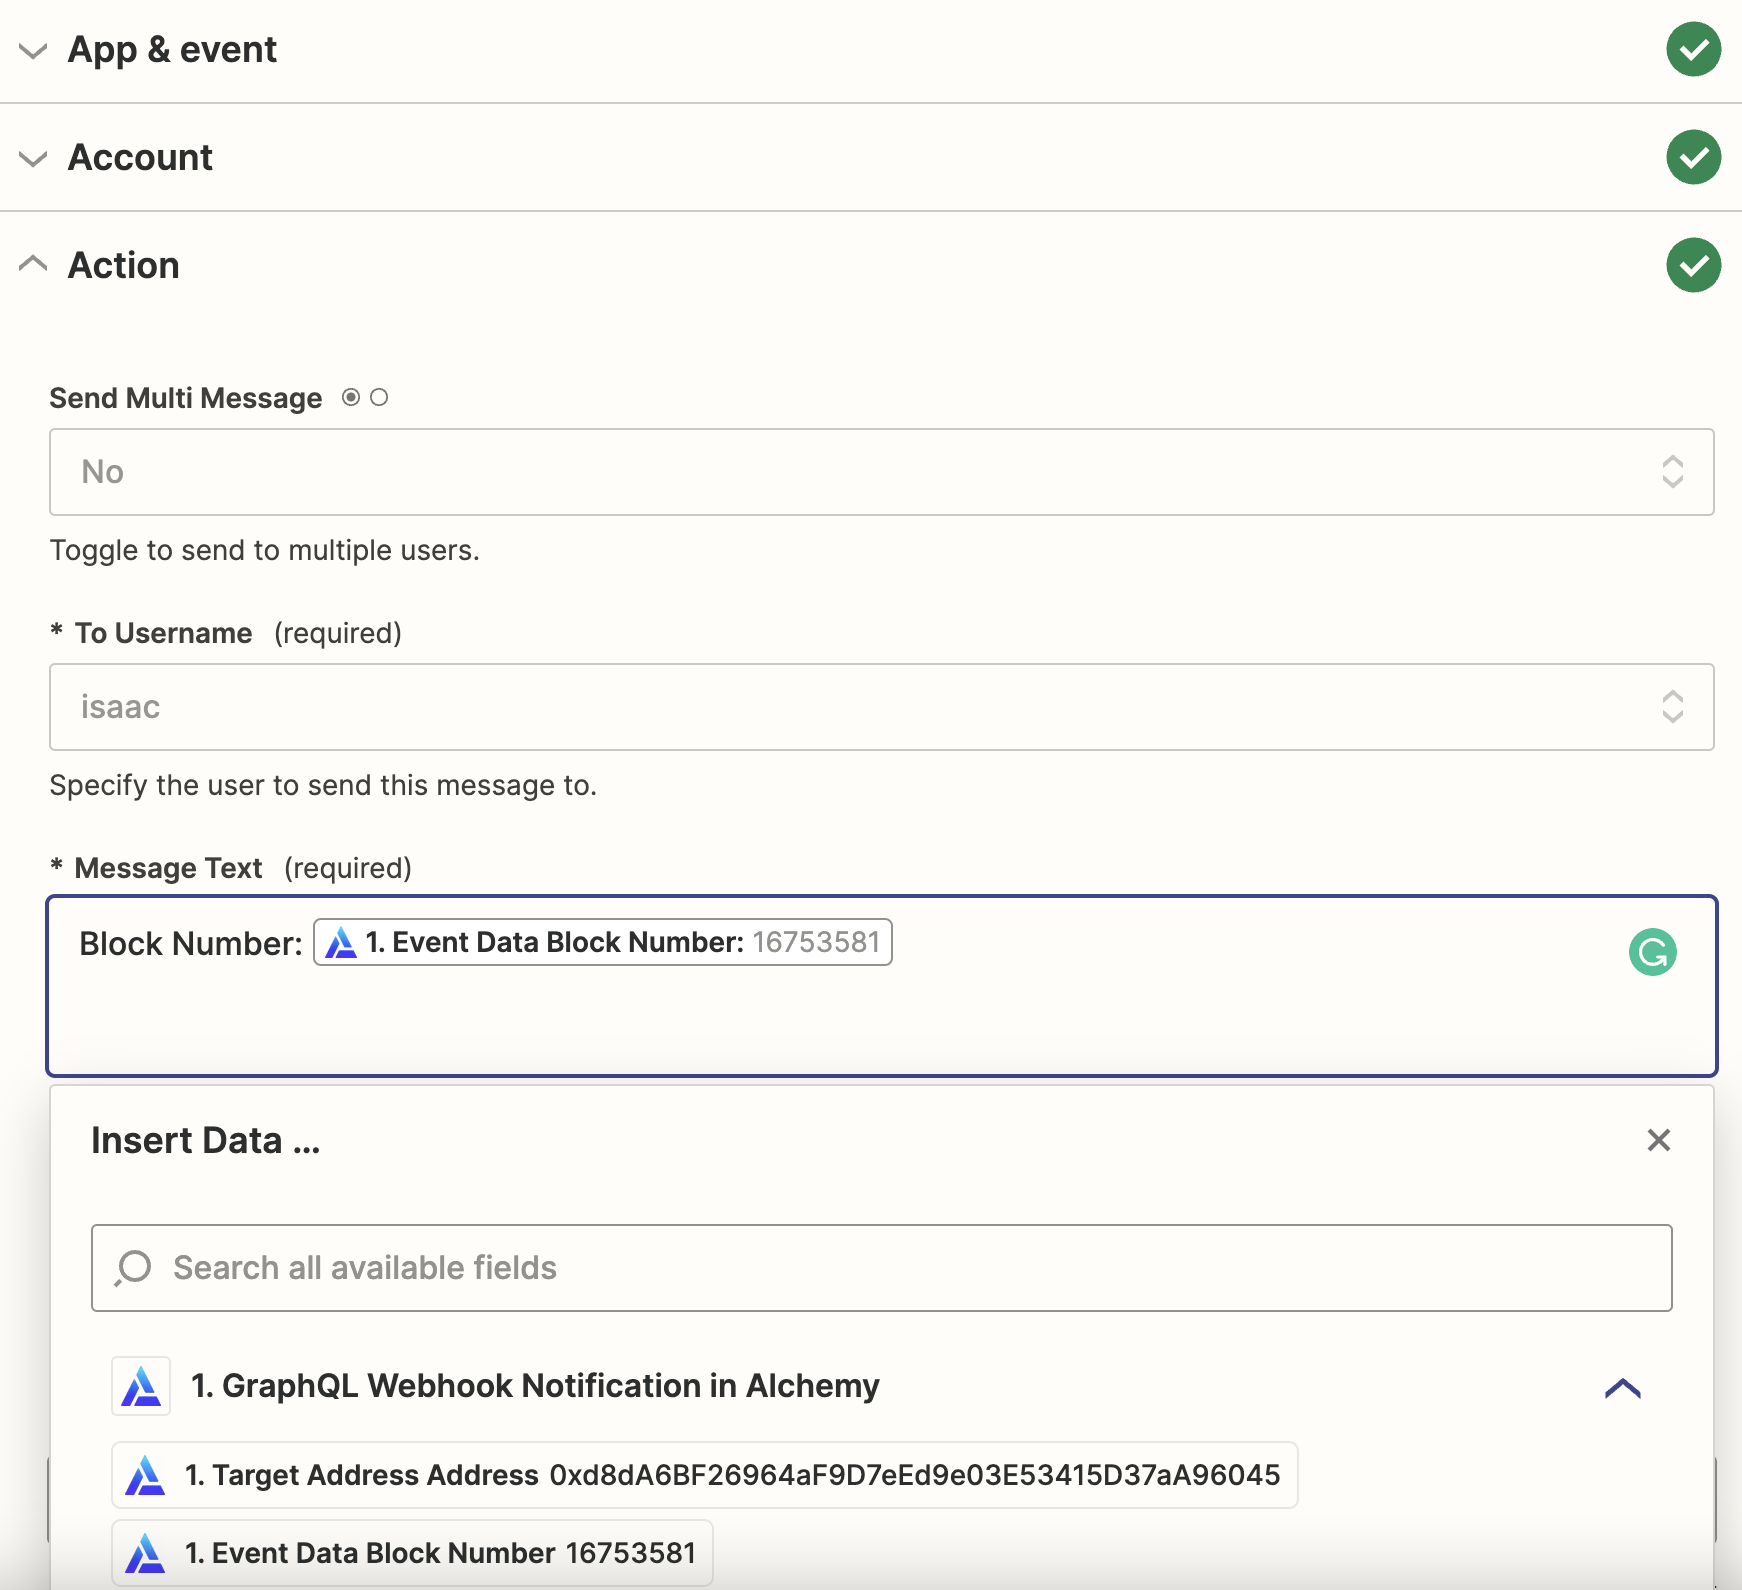 App & event
Account
Action
Send Multi Message
No
Toggle to send to multiple users.
* To Username (required)
isaac
Specify the user to send this message to.
* Message Text (required)
Block Number: 1. Event Data Block Number: 16753581
Insert Data ...
Search all available fields
1. GraphQL Webhook Notification in Alchemy
1. Target Address Address 0xd8dA6BF26964aF9D7eEd9e03E53415D37aA96045
1. Event Data Block Number 16753581